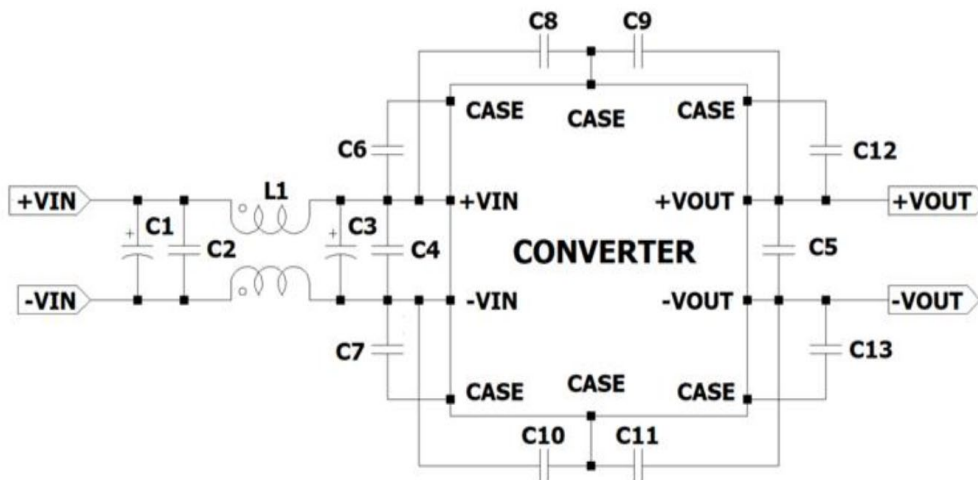 C8 C9
CASE CASE CASE
C6 C12
L1
+VIN +VIN +VOUT +VOUT
+ C1 C2 + C3 C4 CONVERTER C5
-VIN -VIN -VOUT -VOUT
C7 C13
CASE CASE CASE
C10 C11